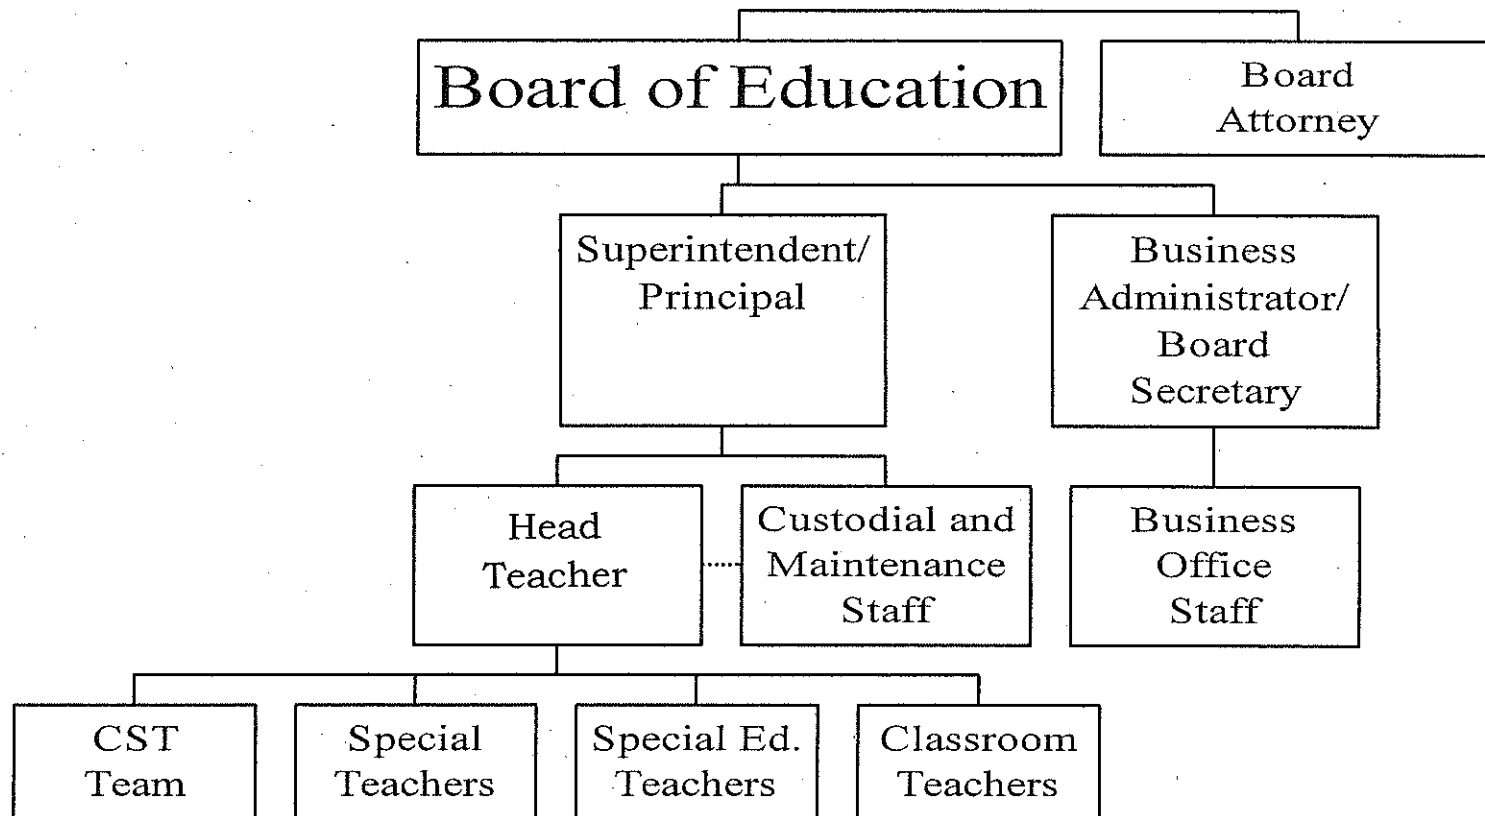 Board of Education
Board
Attorney
Superintendent/
Principal
Business
Administrator/
Board
Secretary
Head
Teacher
Custodial and
Maintenance
Staff
Business
Office
Staff
CST
Team
Special
Teachers
Special Ed.
Teachers
Classroom
Teachers